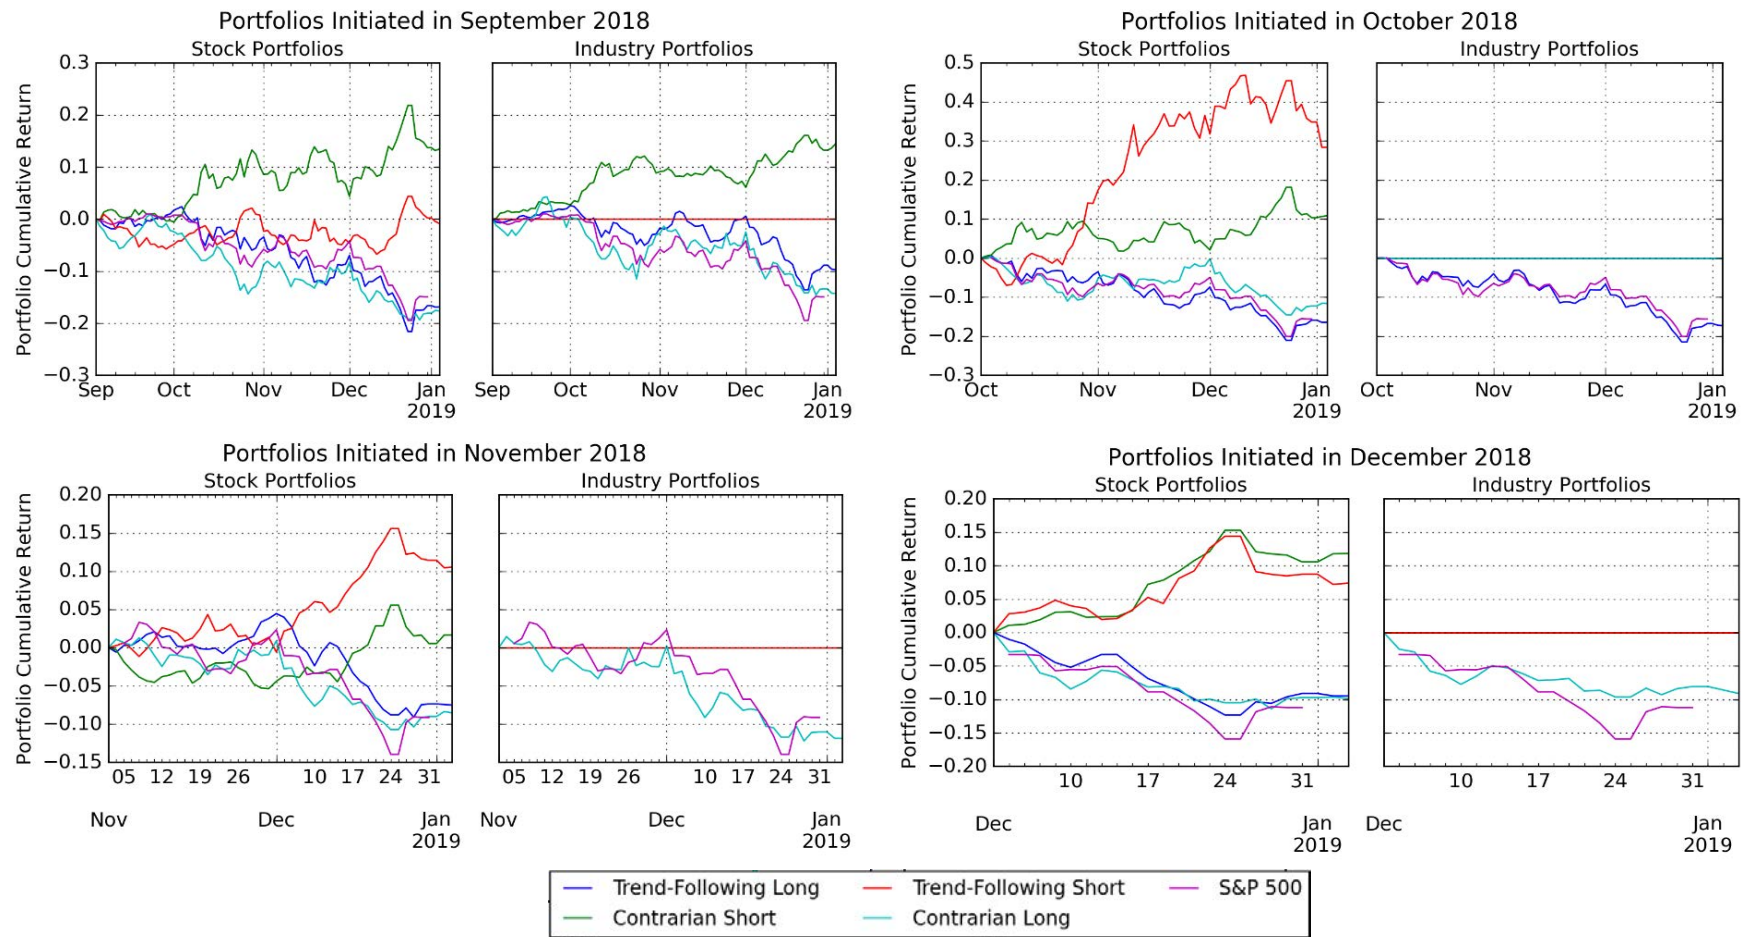 Portfolios Initiated in September 2018
Stock Portfolios
Industry Portfolios
Portfolio Cumulative Return
0.3
0.2
0.1
0.0
−0.1
−0.2
−0.3
Sep
Oct
Nov
Dec
Jan
2019
Sep
Oct
Nov
Dec
Jan
2019
Portfolios Initiated in October 2018
Stock Portfolios
Industry Portfolios
Portfolio Cumulative Return
0.5
0.4
0.3
0.2
0.1
0.0
−0.1
−0.2
−0.3
Oct
Nov
Dec
Jan
2019
Oct
Nov
Dec
Jan
2019
Portfolios Initiated in November 2018
Stock Portfolios
Industry Portfolios
Portfolio Cumulative Return
0.20
0.15
0.10
0.05
0.00
−0.05
−0.10
−0.15
05 12 19 26 10 17 24 31
Nov
Dec
Jan
2019
05 12 19 26 10 17 24 31
Nov
Dec
Jan
2019
Portfolios Initiated in December 2018
Stock Portfolios
Industry Portfolios
Portfolio Cumulative Return
0.20
0.15
0.10
0.05
0.00
−0.05
−0.10
−0.15
−0.20
10 17 24 31
Dec
Jan
2019
10 17 24 31
Dec
Jan
2019
Trend-Following Long
Trend-Following Short
S&P 500
Contrarian Short
Contrarian Long